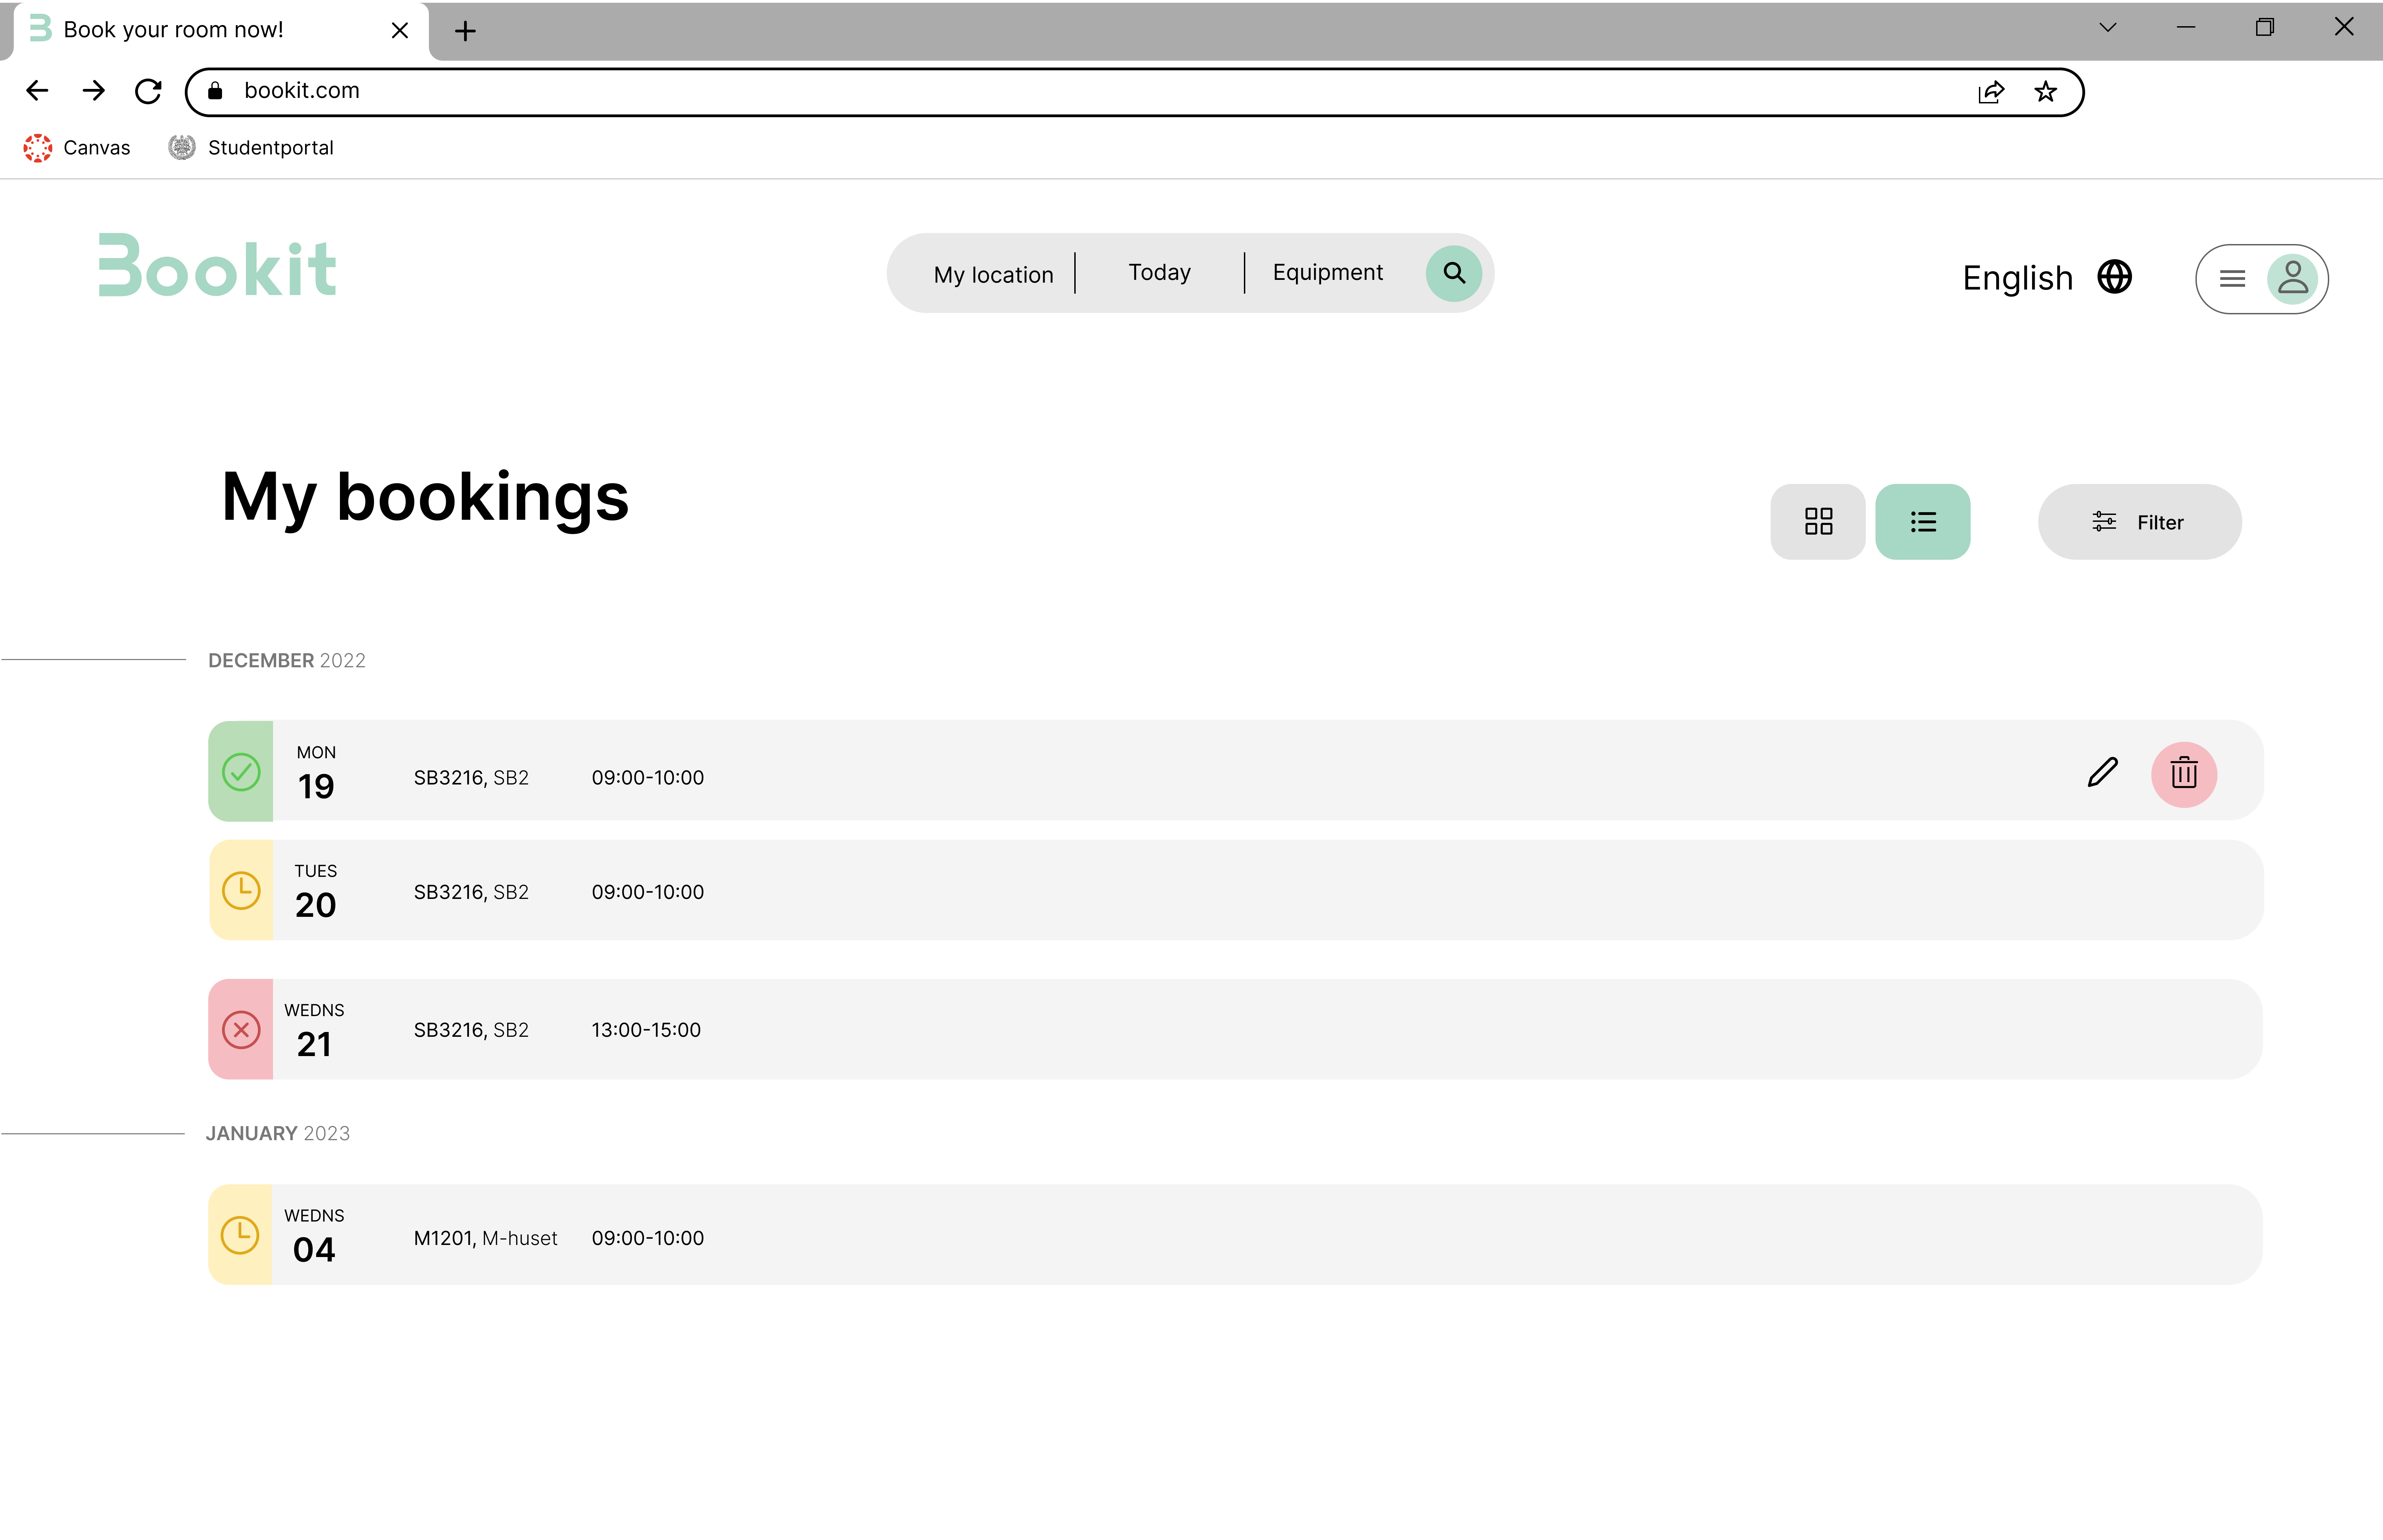 Book your room now!
bookit.com
Canvas Studentportal
Bookit
My location Today Equipment
English
My bookings
Filter
DECEMBER 2022
MON
19
SB3216, SB2 09:00-10:00
TUES
20
SB3216, SB2 09:00-10:00
WEDNS
21
SB3216, SB2 13:00-15:00
JANUARY 2023
WEDNS
04
M1201, M-huset 09:00-10:00